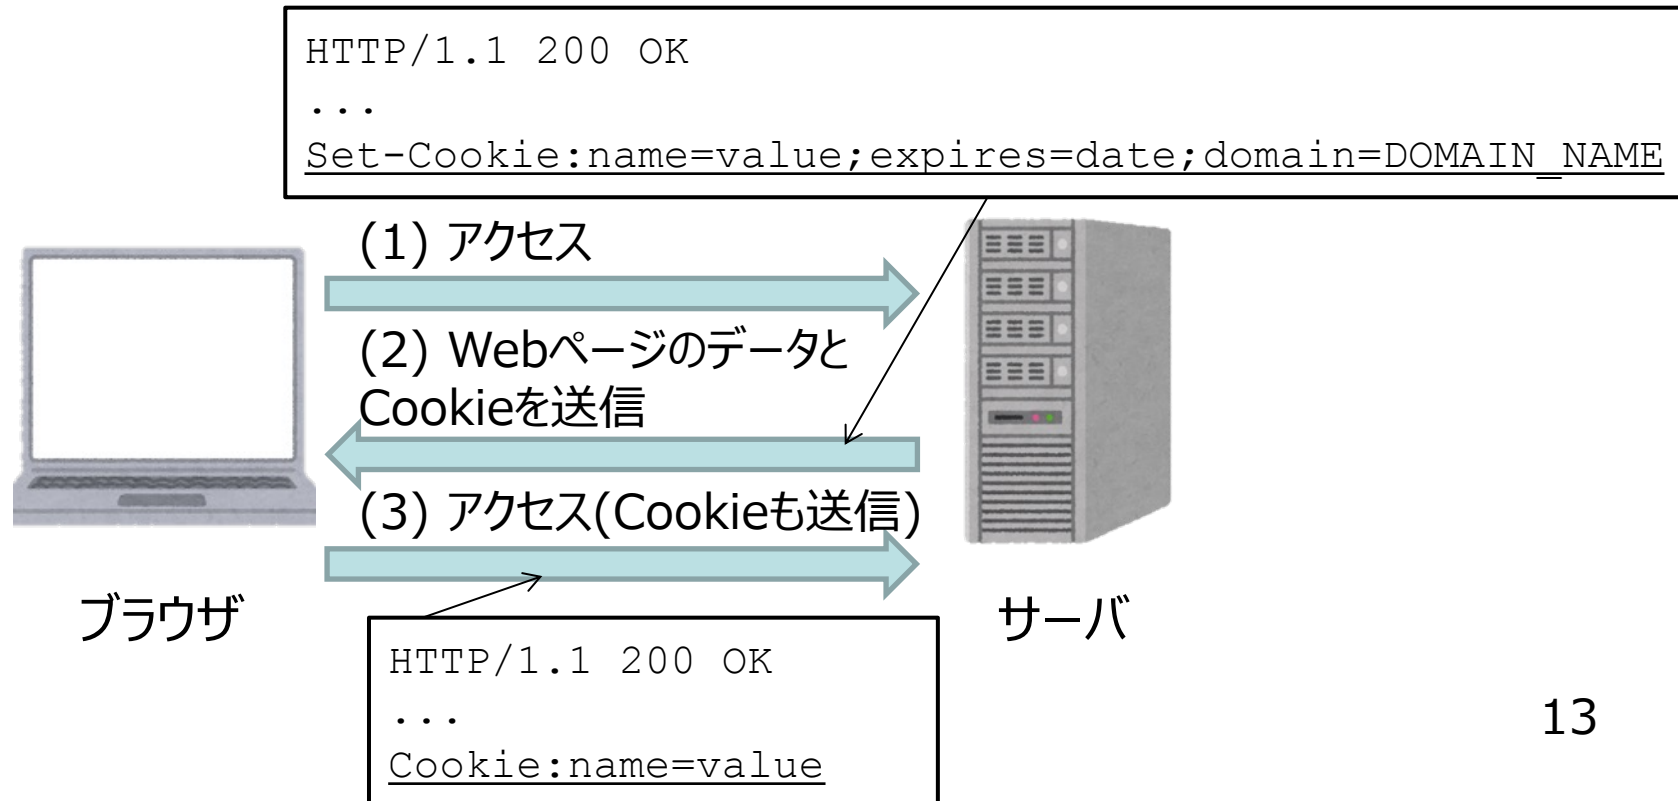 HTTP/1.1 200 OK
...
Set-Cookie:name=value;expires=date;domain=DOMAIN_NAME
(1) アクセス
(2) Webページのデータと
Cookieを送信
(3) アクセス(Cookieも送信)
ブラウザ
サーバ
HTTP/1.1 200 OK
...
Cookie:name=value
13